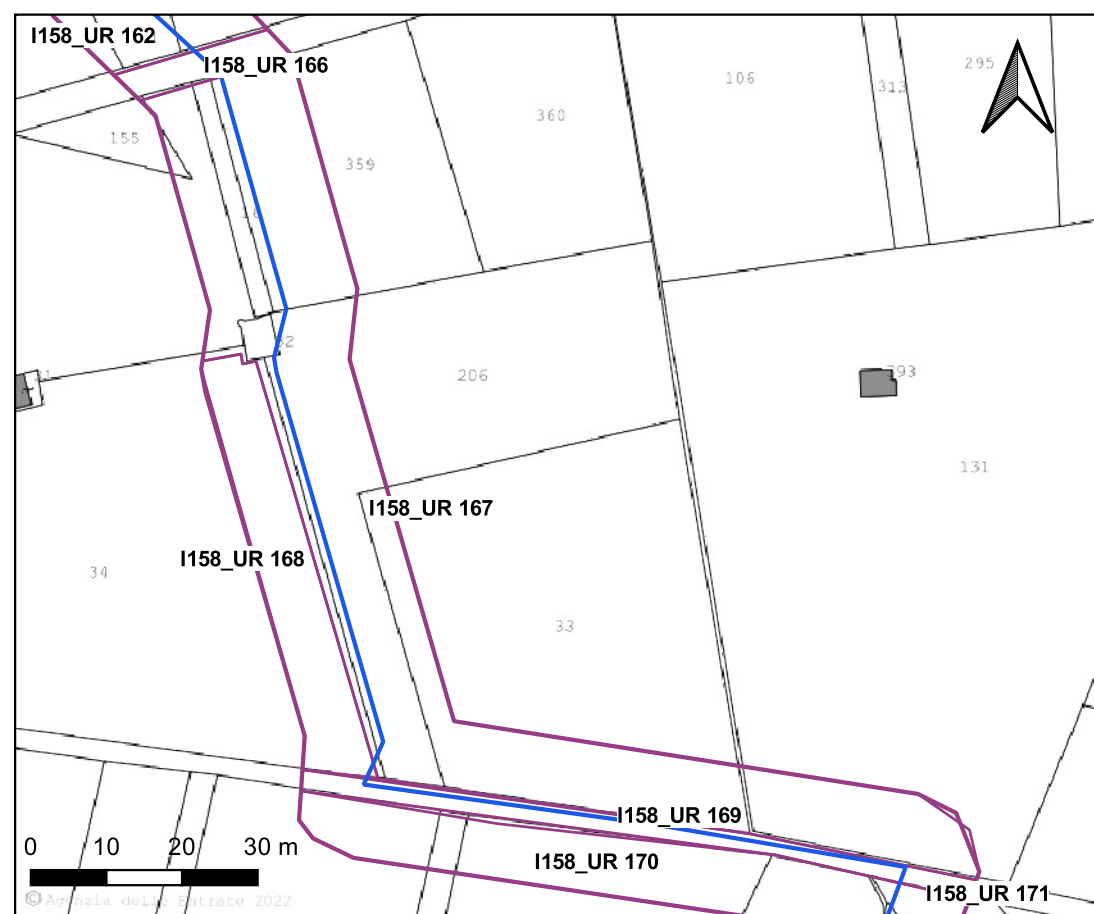 I158_UR 162
I158_UR 166
106
295
313
360
155
359
206
393
131
I158_UR 167
I158_UR 168
34
33
I158_UR 169
I158_UR 170
I158_UR 171
0 10 20 30 m
© Agenzia delle Entrate 2022